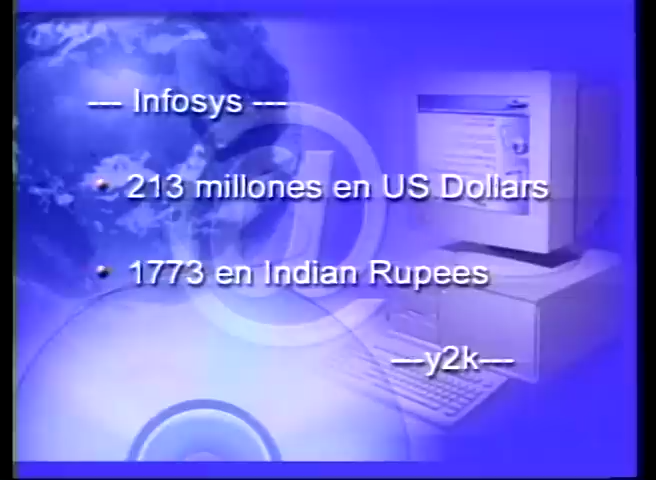 --- Infosys ---
• 213 millones en US Dollars
• 1773 en Indian Rupees
---y2k---